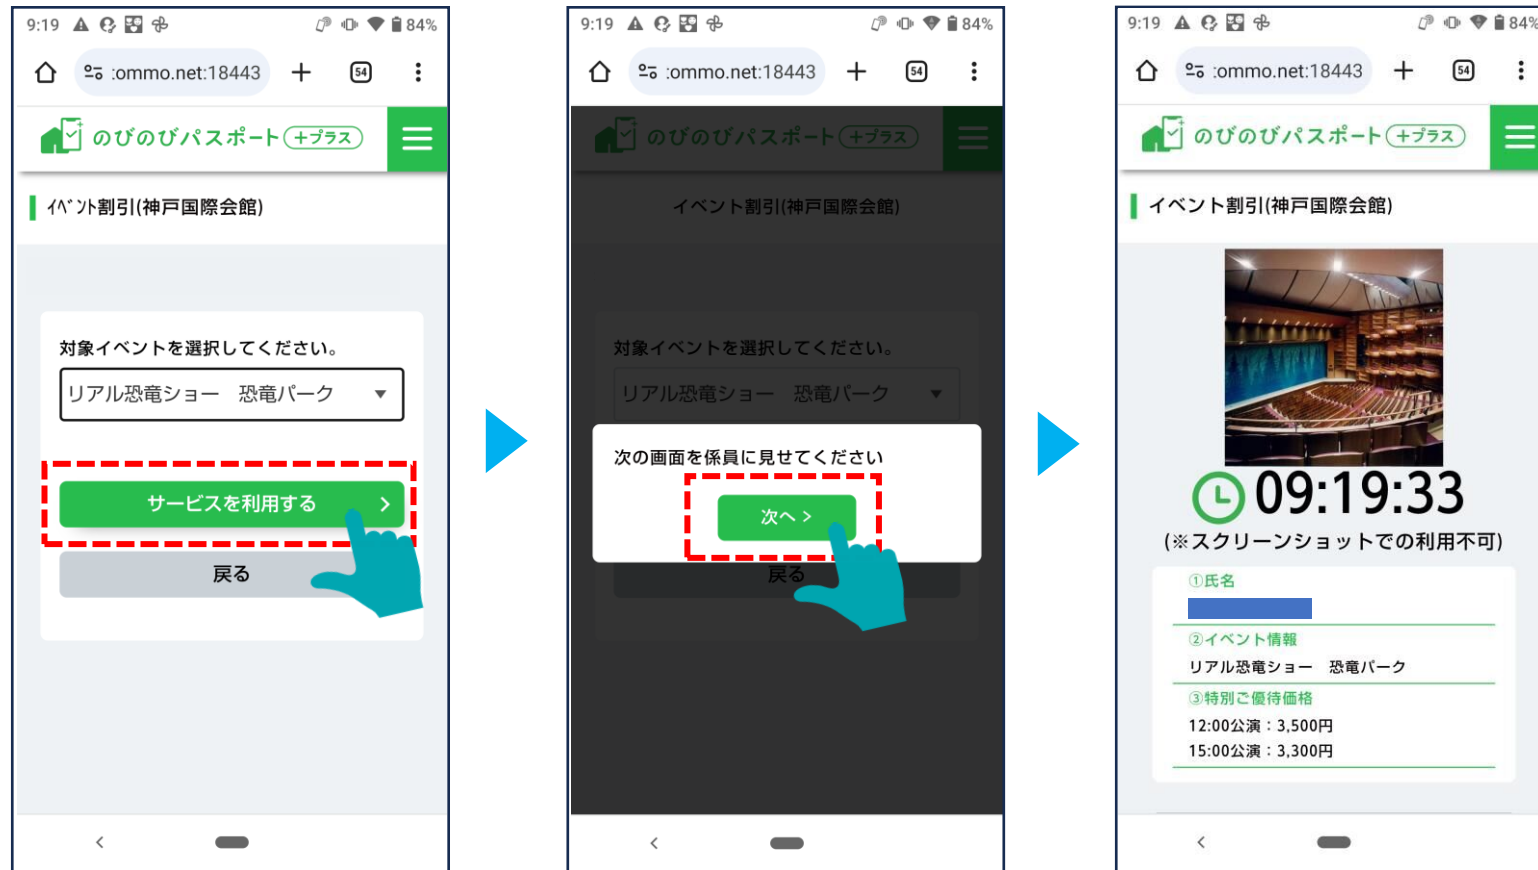 9:19
84%
:ommo.net:18443
54
のびのびパスポート +プラス
イベント割引(神戸国際会館)
対象イベントを選択してください。
リアル恐竜ショー　恐竜パーク
サービスを利用する
戻る
9:19
84%
:ommo.net:18443
54
のびのびパスポート +プラス
イベント割引(神戸国際会館)
対象イベントを選択してください。
リアル恐竜ショー　恐竜パーク
次の画面を係員に見せてください
次へ >
戻る
9:19
84%
:ommo.net:18443
54
のびのびパスポート +プラス
イベント割引(神戸国際会館)
09:19:33
(※スクリーンショットでの利用不可)
①氏名
②イベント情報
リアル恐竜ショー　恐竜パーク
③特別ご優待価格
12:00公演：3,500円
15:00公演：3,300円